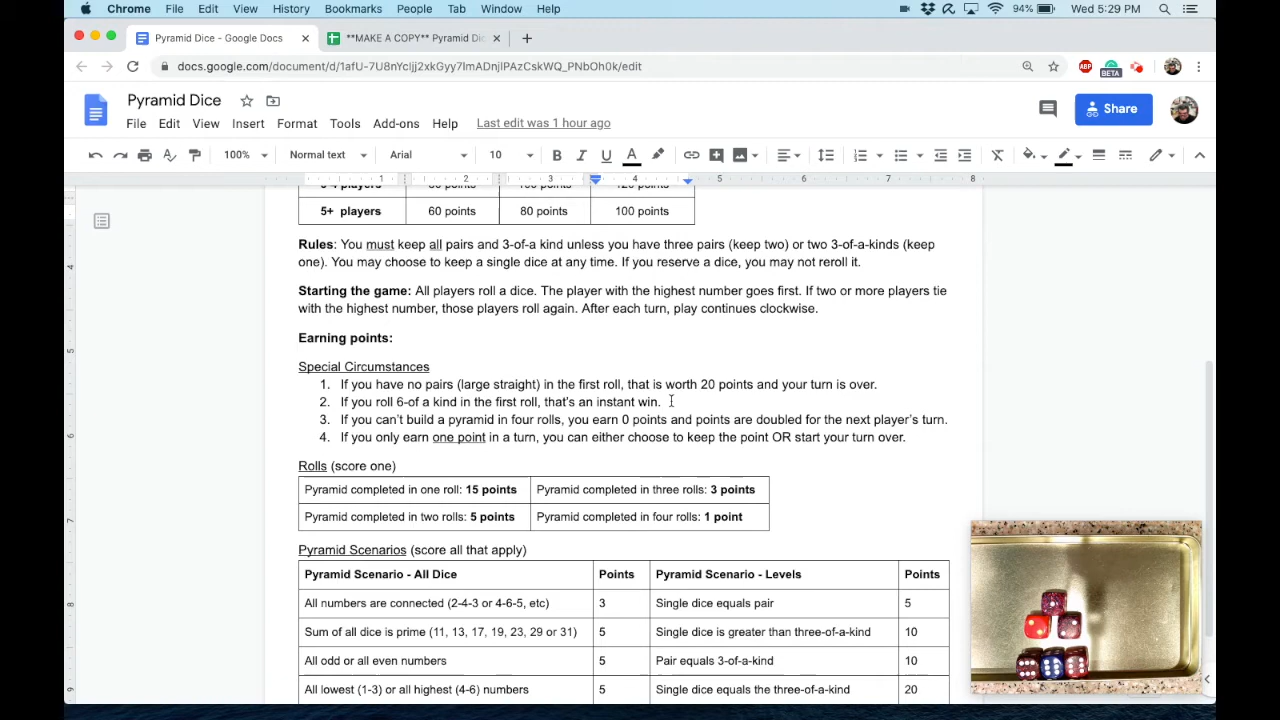 Chrome File Edit View History Bookmarks People Tab Window Help 94% Wed 5:29 PM
Pyramid Dice - Google Docs **MAKE A COPY** Pyramid Di
docs.google.com/document/d/1afU-7U8nYcIjj2xkGyy7ImADnjlPAzCskWQ_PNbOh0k/edit ABP BETA
Pyramid Dice
File Edit View Insert Format Tools Add-ons Help Last edit was 1 hour ago Share
100% Normal text Arial 10 B I U A
1 2 3 4 5 6 7 8
5+ players 60 points 80 points 100 points
Rules: You must keep all pairs and 3-of-a kind unless you have three pairs (keep two) or two 3-of-a-kinds (keep
one). You may choose to keep a single dice at any time. If you reserve a dice, you may not reroll it.
Starting the game: All players roll a dice. The player with the highest number goes first. If two or more players tie
with the highest number, those players roll again. After each turn, play continues clockwise.
Earning points:
Special Circumstances
1. If you have no pairs (large straight) in the first roll, that is worth 20 points and your turn is over.
2. If you roll 6-of a kind in the first roll, that's an instant win.
3. If you can't build a pyramid in four rolls, you earn 0 points and points are doubled for the next player's turn.
4. If you only earn one point in a turn, you can either choose to keep the point OR start your turn over.
Rolls (score one)
Pyramid completed in one roll: 15 points Pyramid completed in three rolls: 3 points
Pyramid completed in two rolls: 5 points Pyramid completed in four rolls: 1 point
Pyramid Scenarios (score all that apply)
Pyramid Scenario - All Dice Points Pyramid Scenario - Levels Points
All numbers are connected (2-4-3 or 4-6-5, etc) 3 Single dice equals pair 5
Sum of all dice is prime (11, 13, 17, 19, 23, 29 or 31) 5 Single dice is greater than three-of-a-kind 10
All odd or all even numbers 5 Pair equals 3-of-a-kind 10
All lowest (1-3) or all highest (4-6) numbers 5 Single dice equals the three-of-a-kind 20